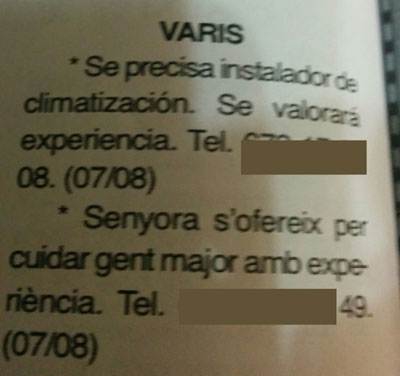 VARIS
* Se precisa instalador de
climatización. Se valorará
experiencia. Tel.
08. (07/08)
* Senyora s'ofereix per
cuidar gent major amb expe-
riència. Tel. 49.
(07/08)